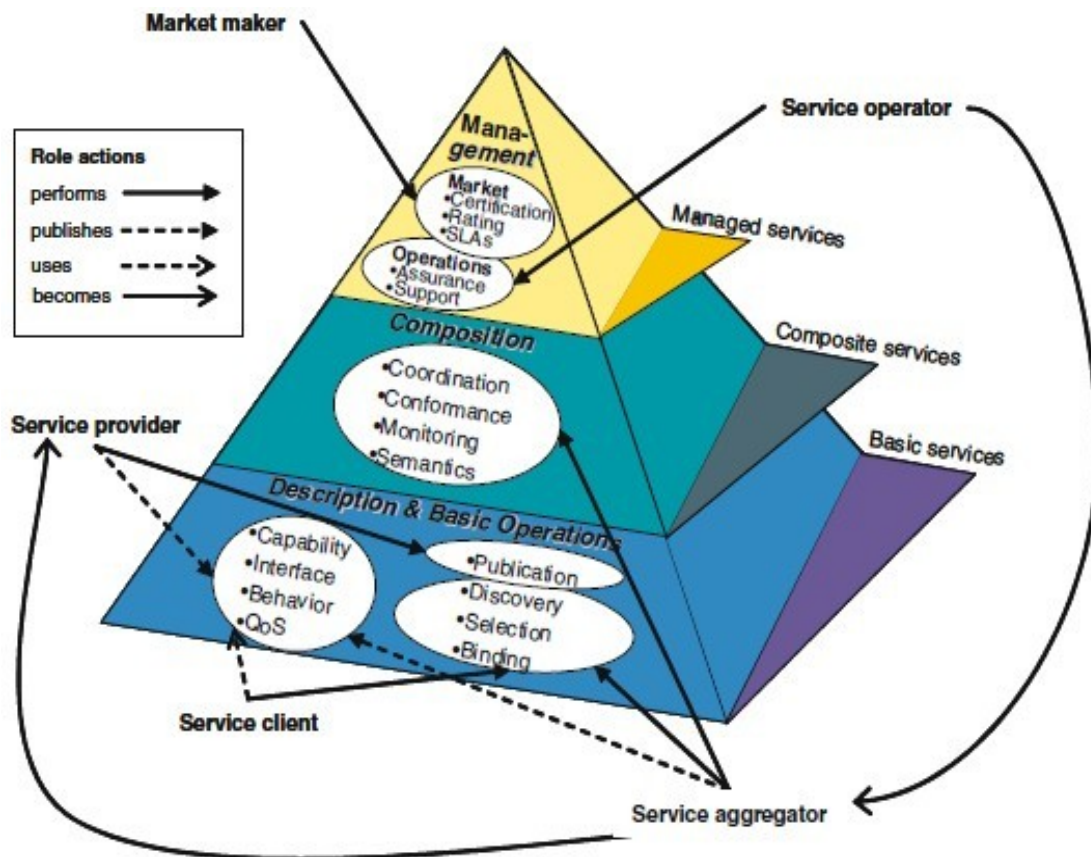 Market maker
Service operator
Role actions
performs
publishes
uses
becomes
Mana-
gement
Market
•Certification
•Rating
•SLAs
Operations
•Assurance
•Support
Managed services
Composition
•Coordination
•Conformance
•Monitoring
•Semantics
Composite services
Service provider
Basic services
Description & Basic Operations
•Capability
•Interface
•Behavior
•QoS
•Publication
•Discovery
•Selection
•Binding
Service client
Service aggregator